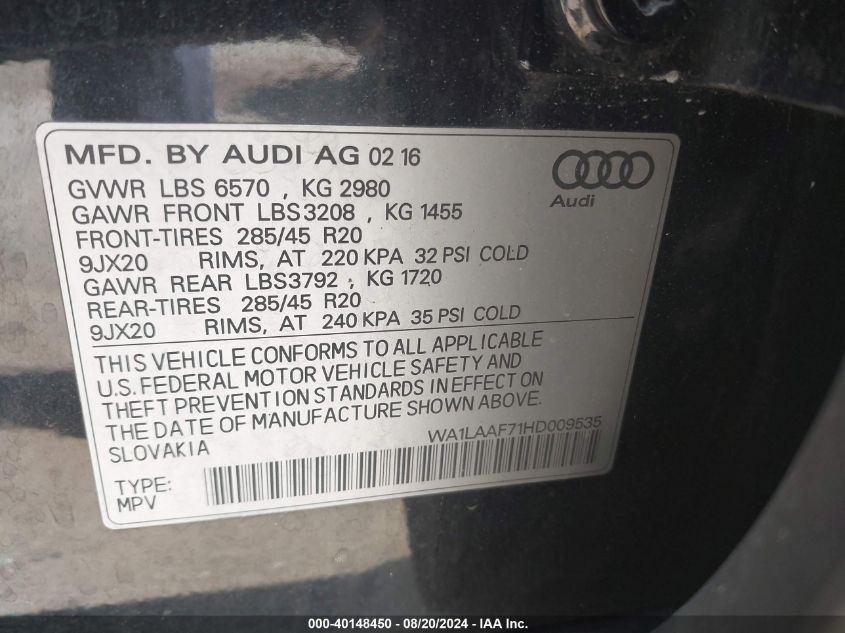 MFD. BY AUDI AG 02 16
Audi
GVWR LBS 6570 , KG 2980
GAWR FRONT LBS3208 , KG 1455
FRONT-TIRES 285/45 R20
9JX20 RIMS, AT 220 KPA 32 PSI COLD
GAWR REAR LBS3792 , KG 1720
REAR-TIRES 285/45 R20
9JX20 RIMS, AT 240 KPA 35 PSI COLD
THIS VEHICLE CONFORMS TO ALL APPLICABLE
U.S. FEDERAL MOTOR VEHICLE SAFETY AND
THEFT PREVENTION STANDARDS IN EFFECT ON
THE DATE OF MANUFACTURE SHOWN ABOVE.
SLOVAKIA
WA1LAAF71HD009535
TYPE:
MPV
000-40148450 - 08/20/2024 - IAA Inc.